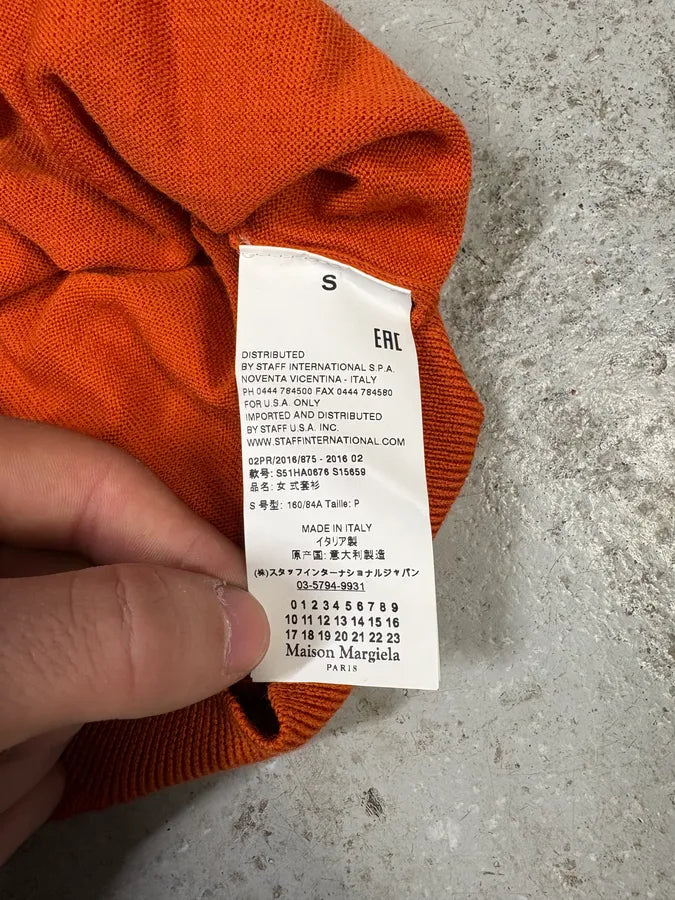 S
EAC
DISTRIBUTED
BY STAFF INTERNATIONAL S.P.A.
NOVENTA VICENTINA - ITALY
PH 0444 784500 FAX 0444 784580
FOR U.S.A. ONLY
IMPORTED AND DISTRIBUTED
BY STAFF U.S.A. INC.
WWW.STAFFINTERNATIONAL.COM
02PR/2016/875 - 2016 02
款号: S51HA0676 S15659
品名: 女 式套衫
S 号型: 160/84A Taille: P
MADE IN ITALY
イタリア製
原产国: 意大利製造
(株)スタッフインターナショナルジャパン
03-5794-9931
0 1 2 3 4 5 6 7 8 9
10 11 12 13 14 15 16
17 18 19 20 21 22 23
Maison Margiela
PARIS